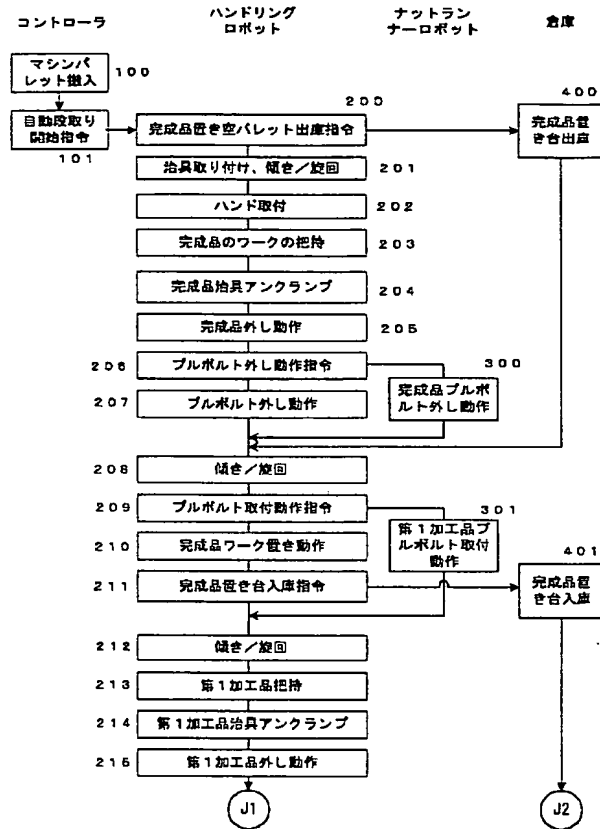 コントローラ
ハンドリング
ロボット
ナットラン
ナーロボット
倉庫
マシンパ
レット搬入
100
自動段取り
開始指令
101
200
完成品置き空パレット出庫指令
400
完成品置
き台出庫
治具取り付け、傾き/旋回
201
ハンド取付
202
完成品のワークの把持
203
完成品治具アンクランプ
204
完成品外し動作
205
206
プルボルト外し動作指令
300
完成品プルボ
ルト外し動作
207
プルボルト外し動作
208
傾き/旋回
209
プルボルト取付動作指令
301
第1加工品プ
ルボルト取付
動作
210
完成品ワーク置き動作
211
完成品置き台入庫指令
401
完成品置
き台入庫
212
傾き/旋回
213
第1加工品把持
214
第1加工品治具アンクランプ
215
第1加工品外し動作
J1
J2